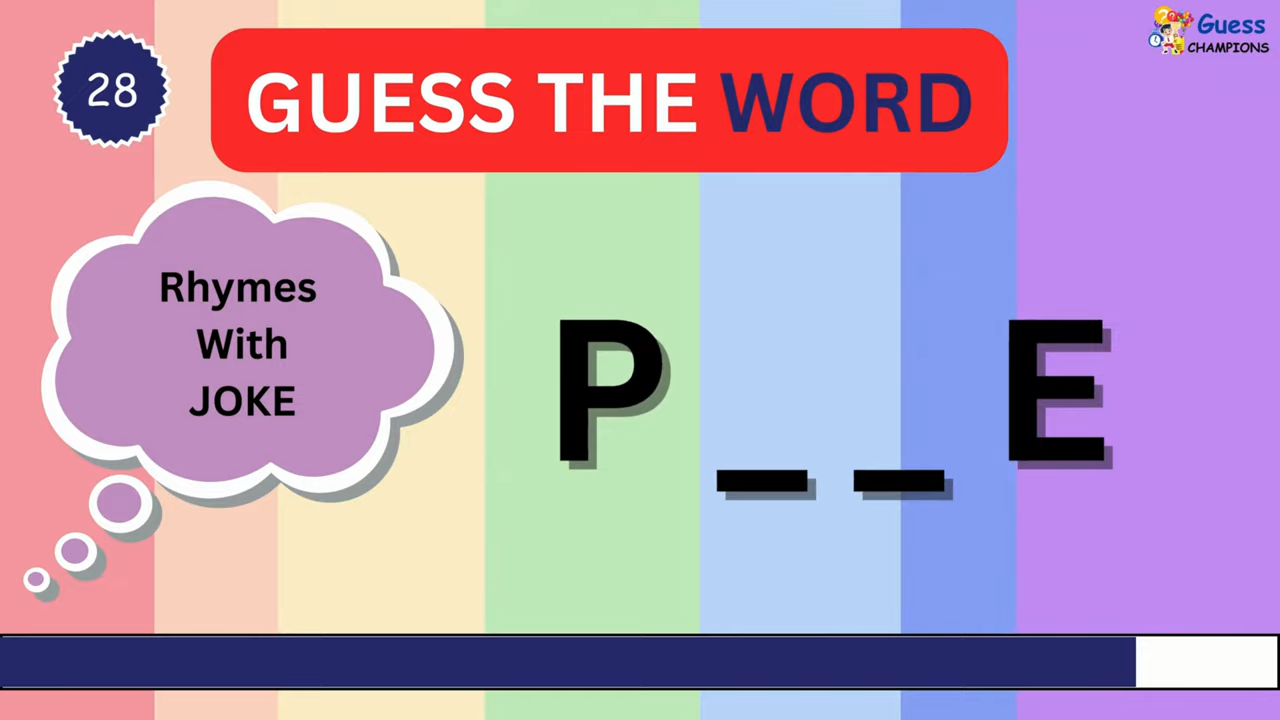 28
GUESS THE WORD
Guess
CHAMPIONS
Rhymes
With
JOKE
P _ _ E